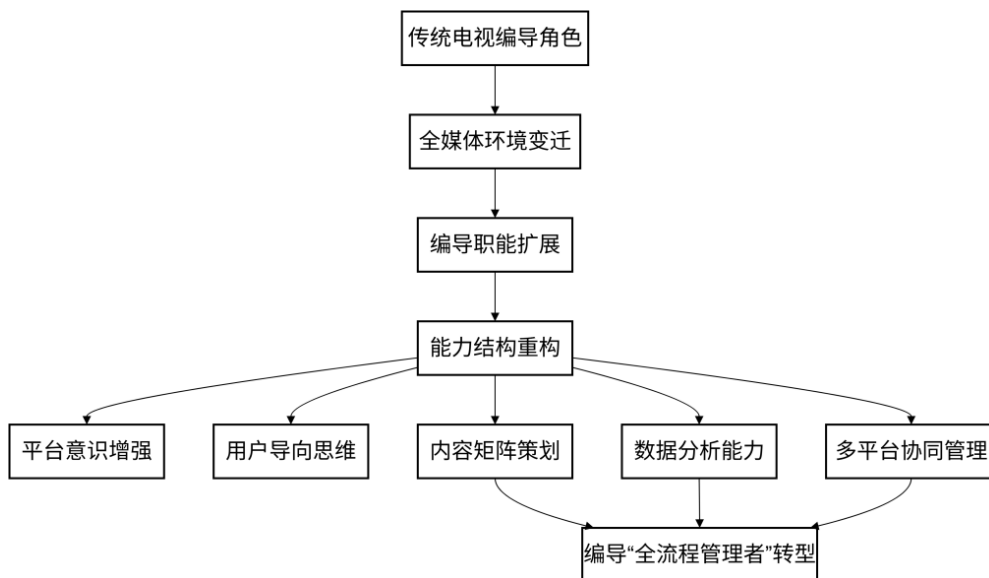 传统电视编导角色
全媒体环境变迁
编导职能扩展
能力结构重构
平台意识增强
用户导向思维
内容矩阵策划
数据分析能力
多平台协同管理
编导“全流程管理者”转型